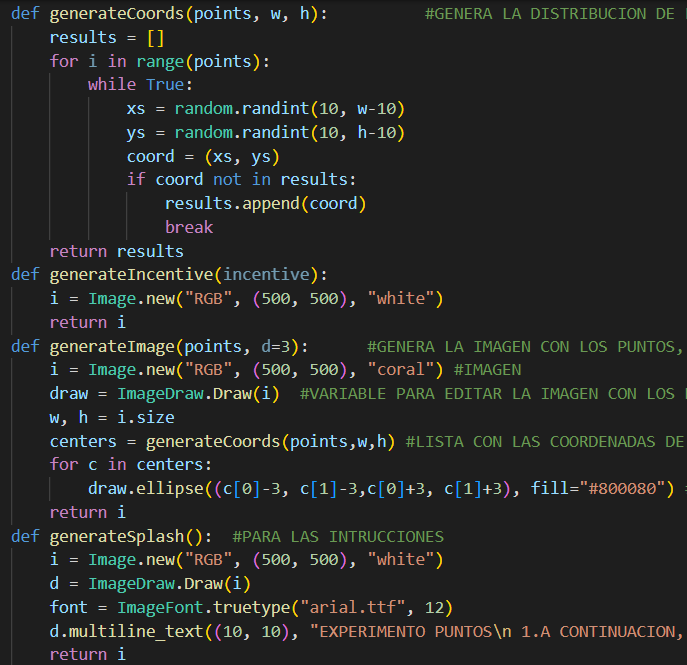 def generateCoords(points, w, h):          #GENERA LA DISTRIBUCION DE
    results = []
    for i in range(points):
        while True:
            xs = random.randint(10, w-10)
            ys = random.randint(10, h-10)
            coord = (xs, ys)
            if coord not in results:
                results.append(coord)
                break
    return results
def generateIncentive(incentive):
    i = Image.new("RGB", (500, 500), "white")
    return i
def generateImage(points, d=3):      #GENERA LA IMAGEN CON LOS PUNTOS,
    i = Image.new("RGB", (500, 500), "coral") #IMAGEN
    draw = ImageDraw.Draw(i)  #VARIABLE PARA EDITAR LA IMAGEN CON LOS
    w, h = i.size
    centers = generateCoords(points,w,h) #LISTA CON LAS COORDENADAS DE
    for c in centers:
        draw.ellipse((c[0]-3, c[1]-3,c[0]+3, c[1]+3), fill="#800080")
    return i
def generateSplash():  #PARA LAS INTRUCCIONES
    i = Image.new("RGB", (500, 500), "white")
    d = ImageDraw.Draw(i)
    font = ImageFont.truetype("arial.ttf", 12)
    d.multiline_text((10, 10), "EXPERIMENTO PUNTOS\n 1.A CONTINUACION,
    return i